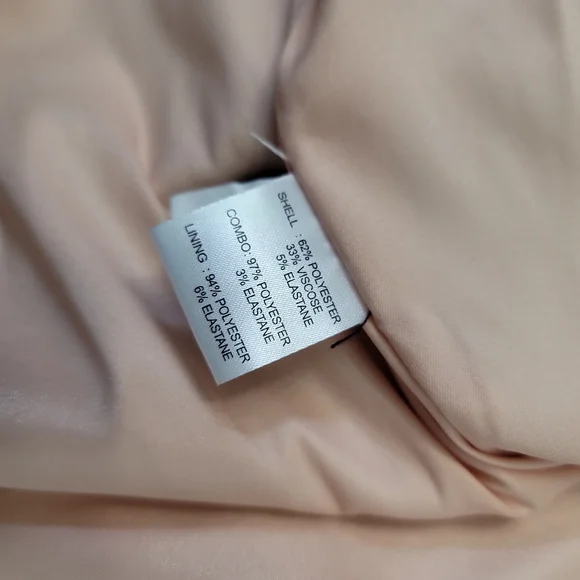 SHELL : 62% POLYESTER
33% VISCOSE
5% ELASTANE
COMBO: 97% POLYESTER
3% ELASTANE
LINING : 94% POLYESTER
6% ELASTANE